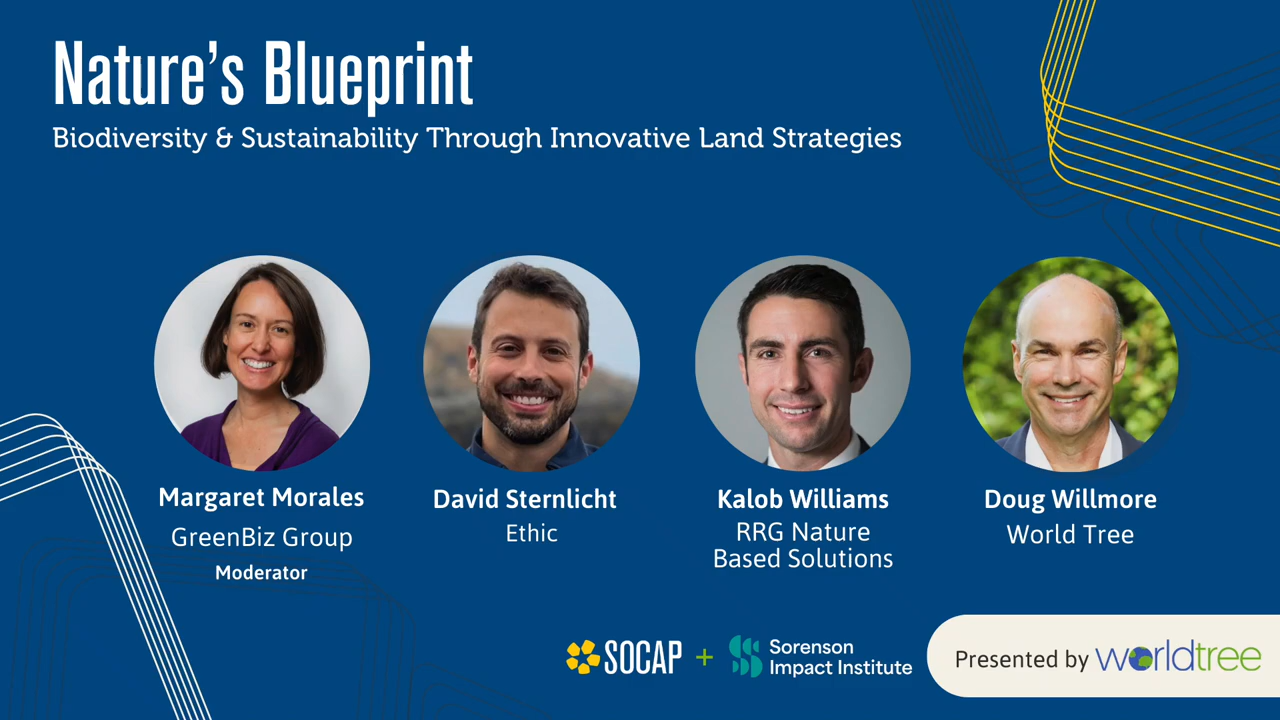 Nature's Blueprint
Biodiversity & Sustainability Through Innovative Land Strategies
Margaret Morales
GreenBiz Group
Moderator
David Sternlicht
Ethic
Kalob Williams
RRG Nature
Based Solutions
Doug Willmore
World Tree
SOCAP + Sorenson
Impact Institute
Presented by worldtree